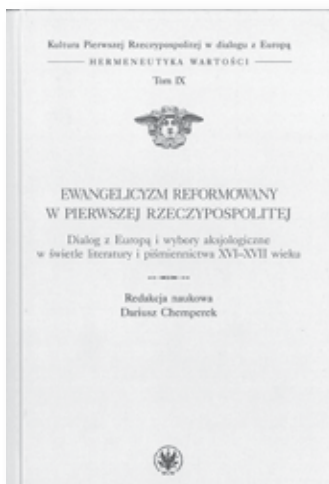 Kultura Pierwszej Rzeczypospolitej w dialogu z Europą
HERMENEUTYKA WARTOŚCI
Tom IX
EWANGELICYZM REFORMOWANY
W PIERWSZEJ RZECZYPOSPOLITEJ
Dialog z Europą i wybory aksjologiczne
w świetle literatury i piśmiennictwa XVI–XVII wieku
Redakcja naukowa
Dariusz Chemperek